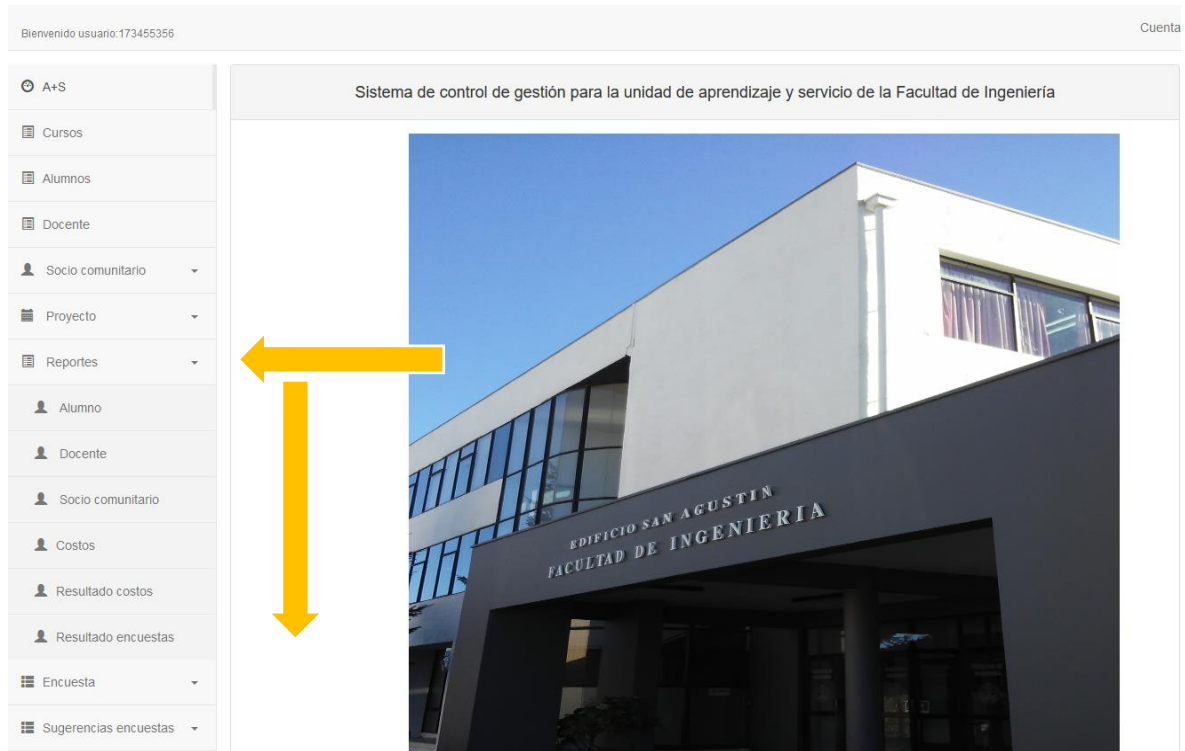 Bienvenido usuario:173455356
Cuenta
A+S
Cursos
Alumnos
Docente
Socio comunitario
Proyecto
Reportes
Alumno
Docente
Socio comunitario
Costos
Resultado costos
Resultado encuestas
Encuesta
Sugerencias encuestas
Sistema de control de gestión para la unidad de aprendizaje y servicio de la Facultad de Ingeniería
EDIFICIO SAN AGUSTIN
FACULTAD DE INGENIERIA